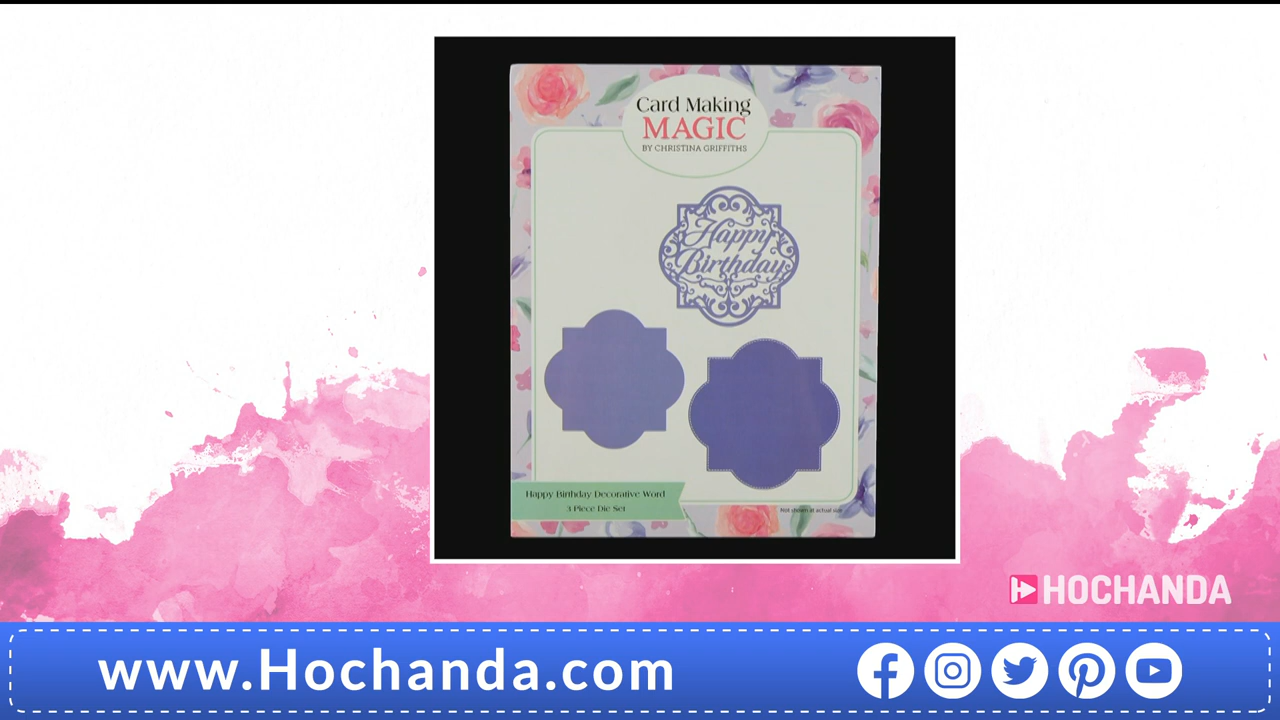 Card Making
MAGIC
BY CHRISTINA GRIFFITHS
Happy
Birthday
Happy Birthday Decorative Word
3 Piece Die Set
Not shown at actual size
HOCHANDA
www.Hochanda.com